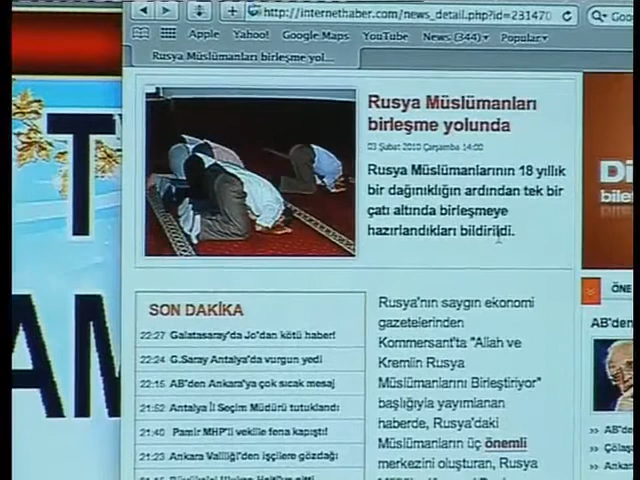 http://internethaber.com/news_detail.php?id=231470
Apple Yahoo! Google Maps YouTube News (344) Popular
Rusya Müslümanları birleşme yol...
Rusya Müslümanları
birleşme yolunda
03 Şubat 2010 Çarşamba 14:00
Rusya Müslümanlarının 18 yıllık
bir dağınıklığın ardından tek bir
çatı altında birleşmeye
hazırlandıkları bildirildi.
SON DAKİKA
22:27 Galatasaray'da Jo'dan kötü haber!
22:24 G.Saray Antalya'da vurgun yedi
22:15 AB'den Ankara'ya çok sıcak mesaj
21:52 Antalya İl Seçim Müdürü tutuklandı
21:40 Pamir MHP'li vekille fena kapıştı!
21:23 Ankara Valiliği'den işçilere gözdağı
Rusya'nın saygın ekonomi
gazetelerinden
Kommersant'ta "Allah ve
Kremlin Rusya
Müslümanlarını Birleştiriyor"
başlığıyla yayımlanan
haberde, Rusya'daki
Müslümanların üç önemli
merkezini oluşturan, Rusya
AB'den
AB'de